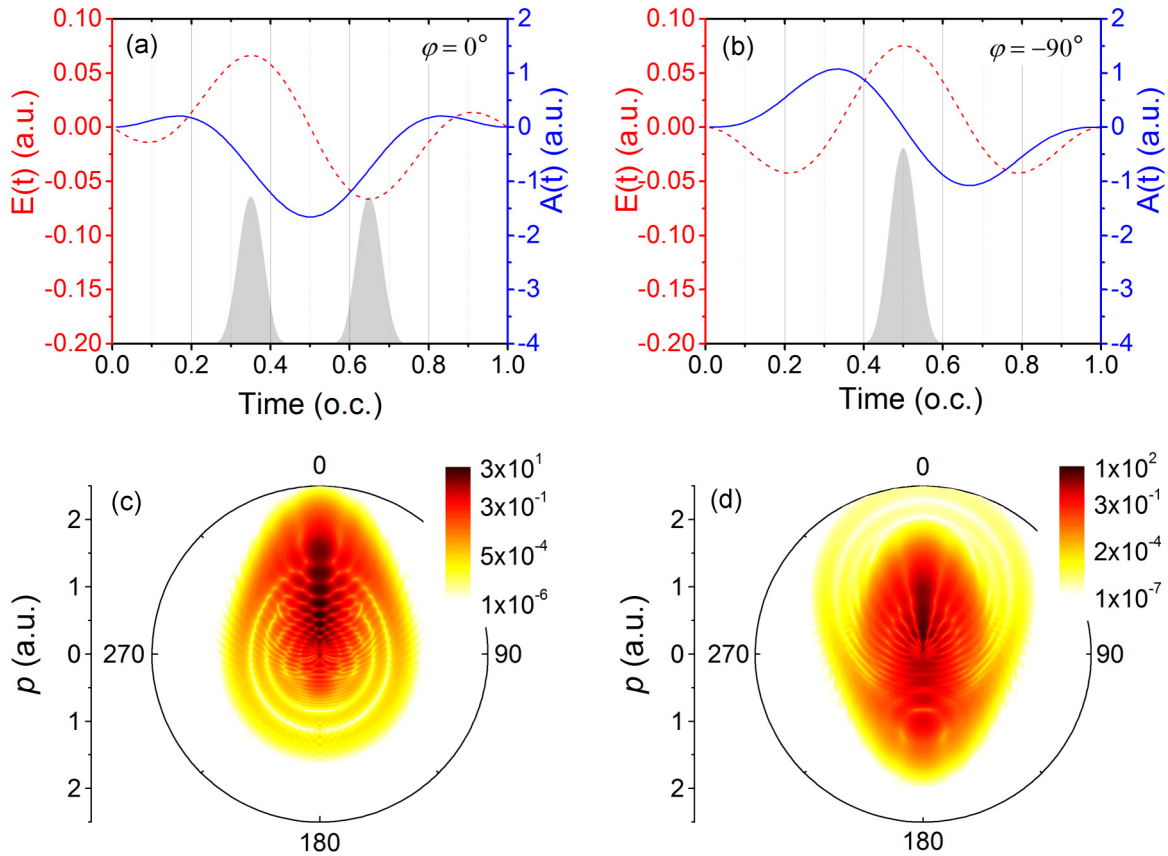 (a)
φ = 0°
E(t) (a.u.)
0.10
0.05
0.00
-0.05
-0.10
-0.15
-0.20
A(t) (a.u.)
2
1
0
-1
-2
-3
-4
0.0 0.2 0.4 0.6 0.8 1.0
Time (o.c.)
(b)
φ = −90°
E(t) (a.u.)
0.10
0.05
0.00
-0.05
-0.10
-0.15
-0.20
A(t) (a.u.)
2
1
0
-1
-2
-3
-4
0.0 0.2 0.4 0.6 0.8 1.0
Time (o.c.)
(c)
p (a.u.)
2
1
0
1
2
0
90
180
270
3x10¹
3x10⁻¹
5x10⁻⁴
1x10⁻⁶
(d)
p (a.u.)
2
1
0
1
2
0
90
180
270
1x10²
3x10⁻¹
2x10⁻⁴
1x10⁻⁷